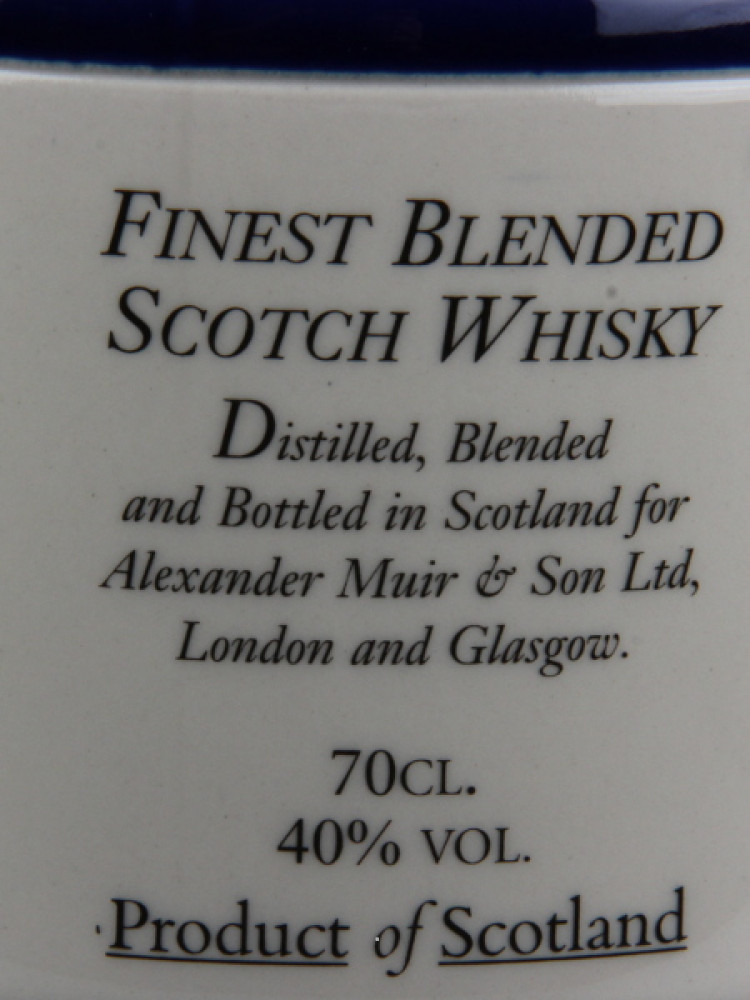 FINEST BLENDED
SCOTCH WHISKY
Distilled, Blended
and Bottled in Scotland for
Alexander Muir & Son Ltd,
London and Glasgow.
70CL.
40% VOL.
Product of Scotland